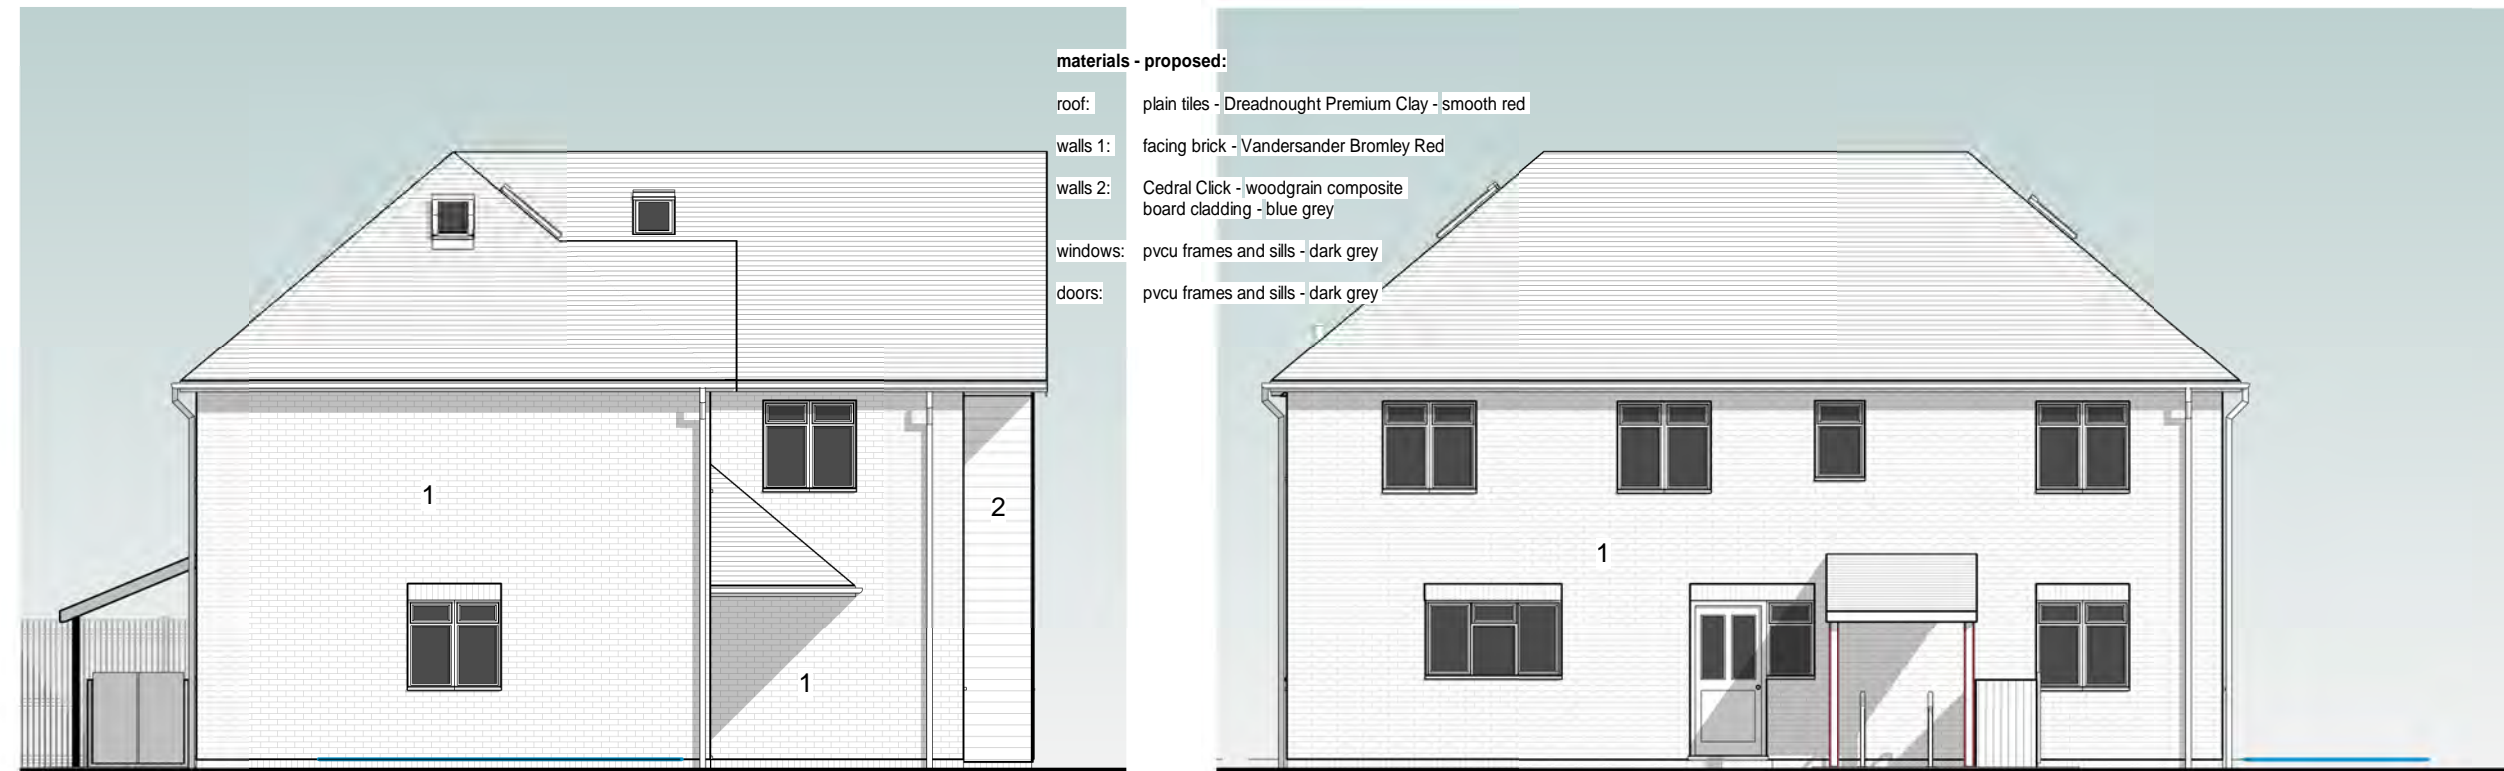 materials - proposed:
roof: plain tiles - Dreadnought Premium Clay - smooth red
walls 1: facing brick - Vandersander Bromley Red
walls 2: Cedral Click - woodgrain composite
board cladding - blue grey
windows: pvcu frames and sills - dark grey
doors: pvcu frames and sills - dark grey
1
2
1
1